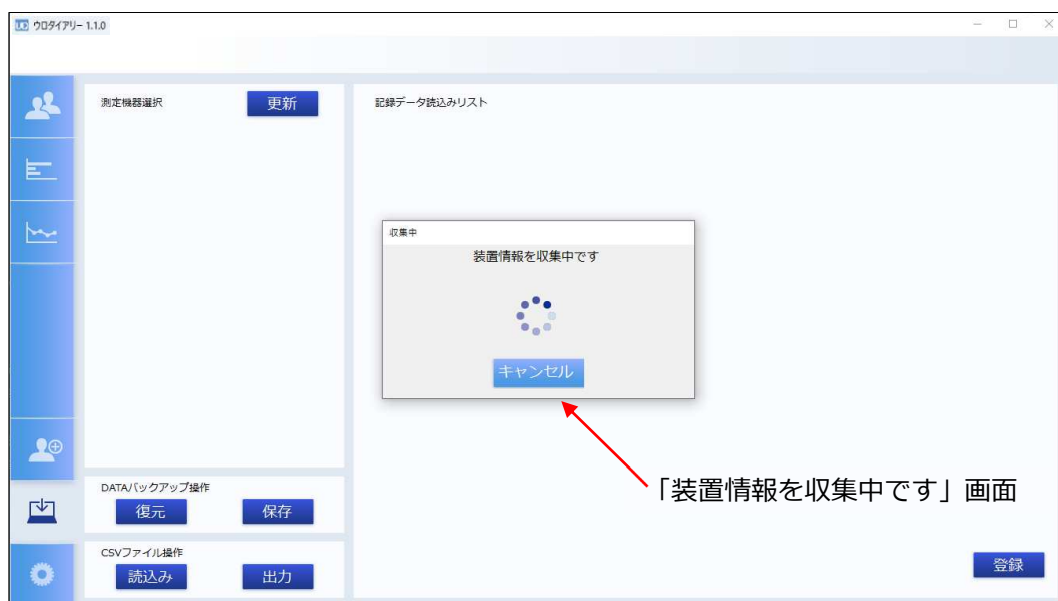 UD ウロダイアリー 1.1.0
測定機器選択
更新
記録データ読込みリスト
収集中
装置情報を収集中です
キャンセル
「装置情報を収集中です」画面
DATAバックアップ操作
復元
保存
CSVファイル操作
読込み
出力
登録